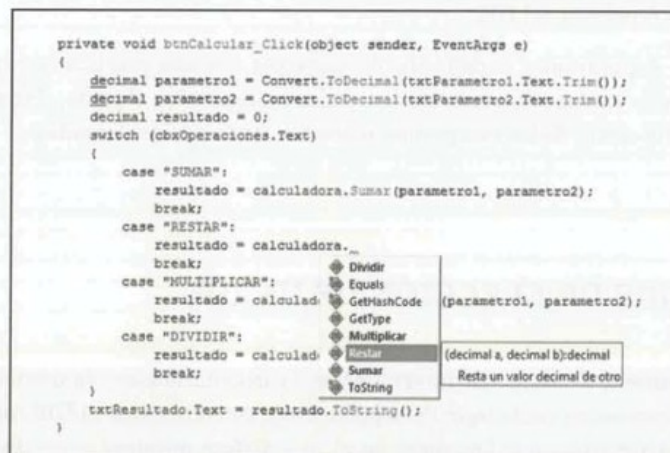 private void btnCalcular_Click(object sender, EventArgs e)
{
decimal parametro1 = Convert.ToDecimal(txtParametro1.Text.Trim());
decimal parametro2 = Convert.ToDecimal(txtParametro2.Text.Trim());
decimal resultado = 0;
switch (cbxOperaciones.Text)
{
case "SUMAR":
resultado = calculadora.Sumar(parametro1, parametro2);
break;
case "RESTAR":
resultado = calculadora._
break;
case "MULTIPLICAR":
resultado = calculad (parametro1, parametro2);
break;
case "DIVIDIR":
resultado = calculad
break;
}
txtResultado.Text = resultado.ToString();
}
Dividir
Equals
GetHashCode
GetType
Multiplicar
Restar
Sumar
ToString
(decimal a, decimal b):decimal
Resta un valor decimal de otro